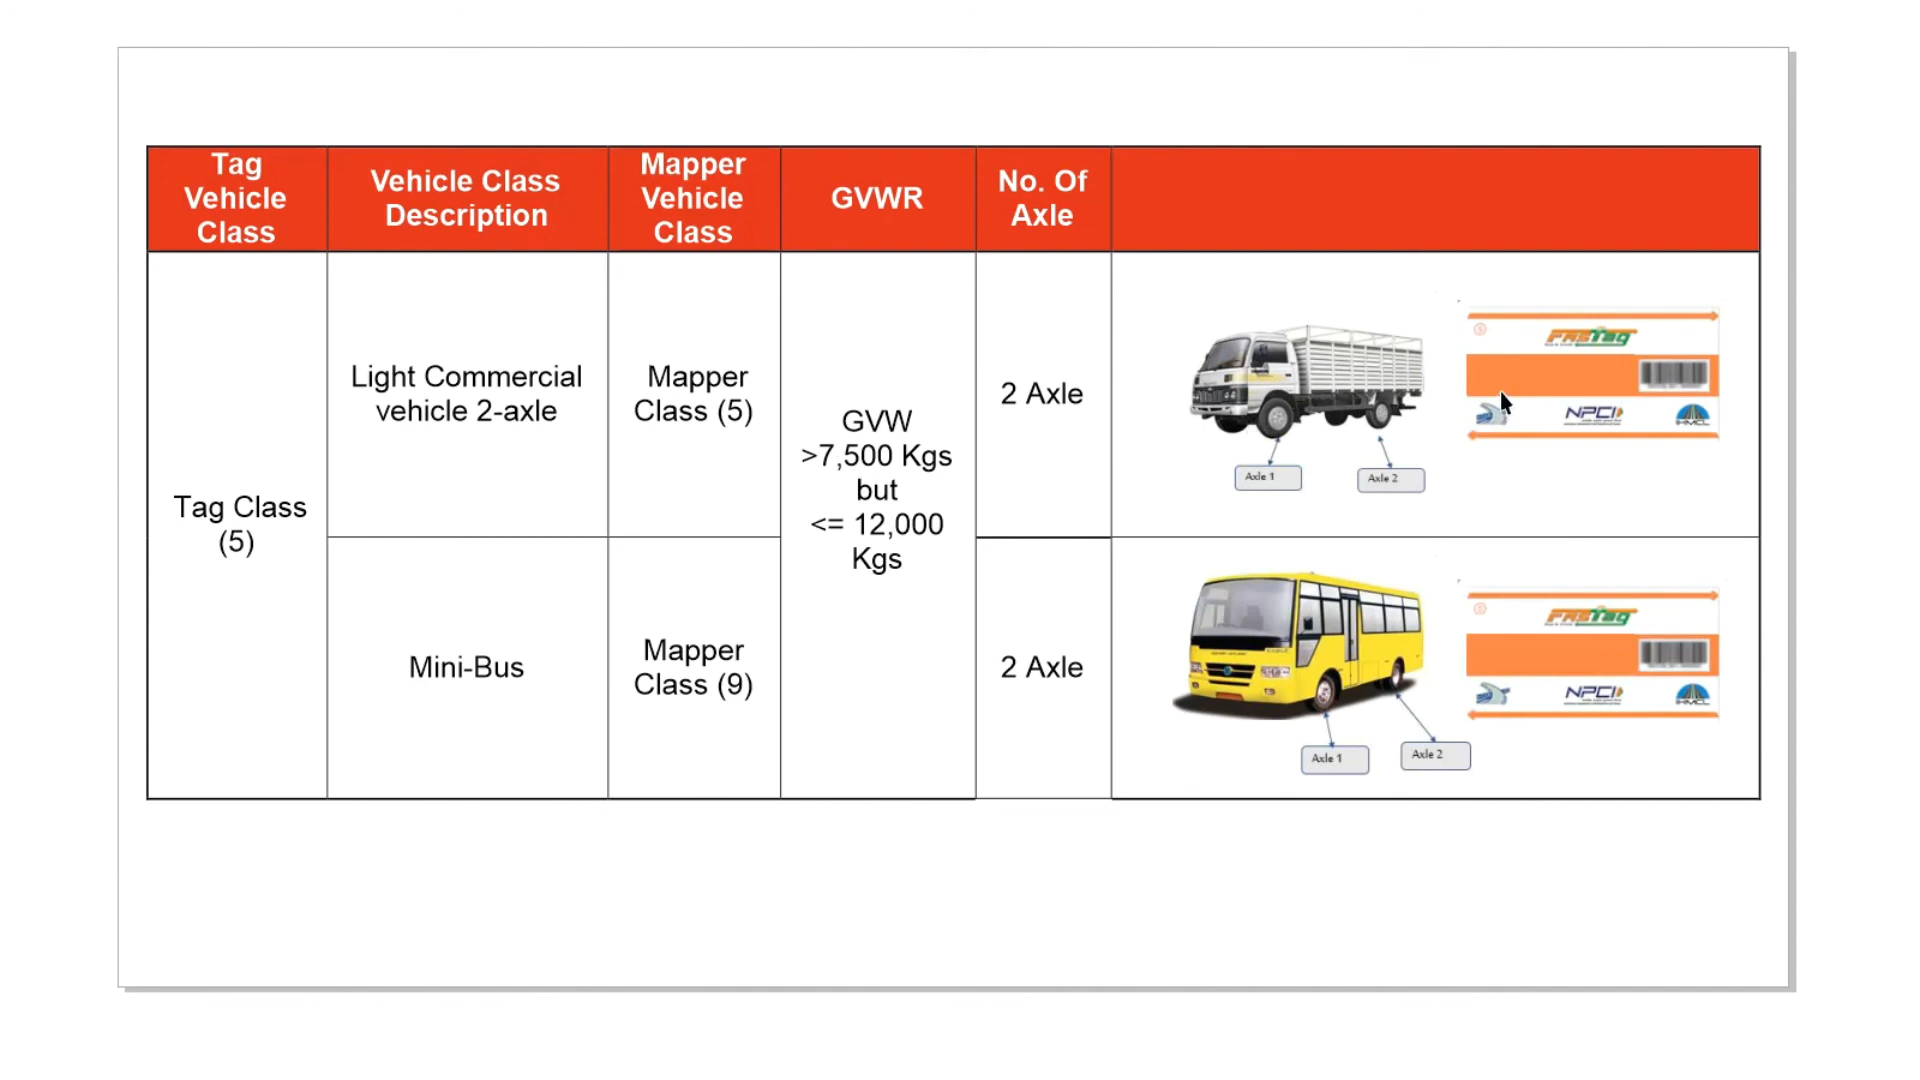 Tag
Vehicle
Class
Vehicle Class
Description
Mapper
Vehicle
Class
GVWR
No. Of
Axle
Tag Class
(5)
Light Commercial
vehicle 2-axle
Mapper
Class (5)
GVW
>7,500 Kgs
but
<= 12,000
Kgs
2 Axle
Axle 1
Axle 2
FASTag
NPCI
IHMCL
Mini-Bus
Mapper
Class (9)
2 Axle
Axle 1
Axle 2
FASTag
NPCI
IHMCL